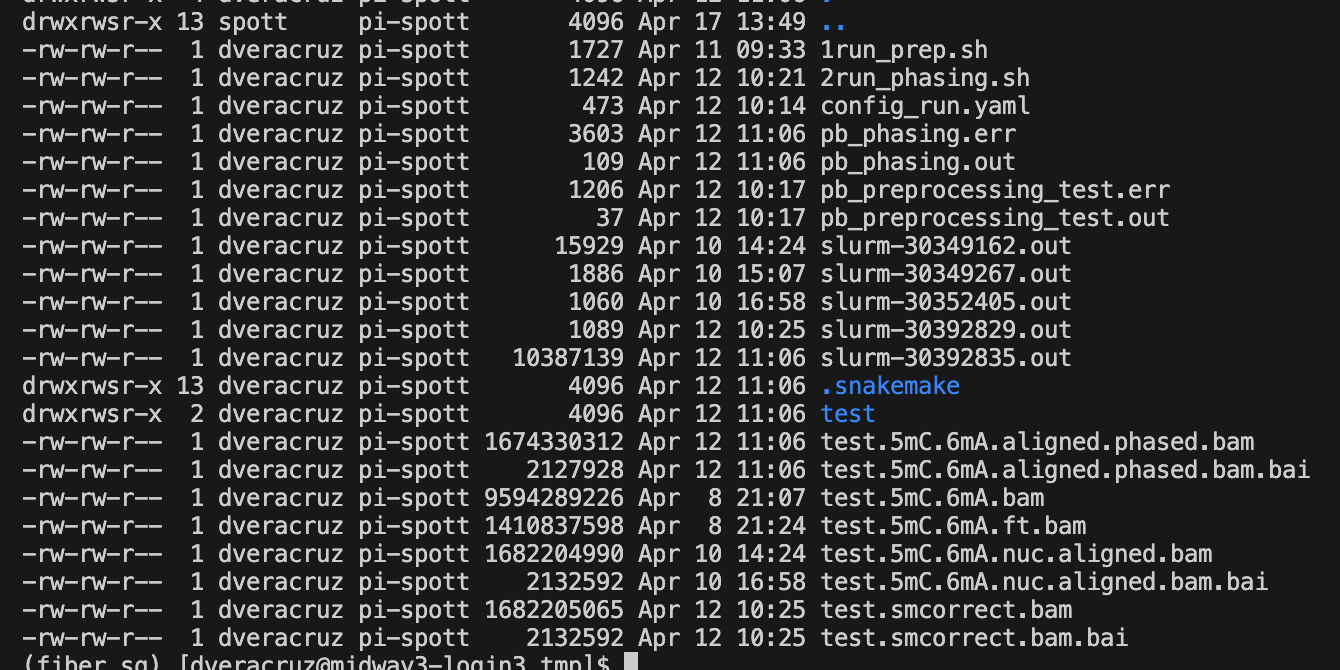 drwxrwsr-x 13 spott     pi-spott       4096 Apr 17 13:49 ..
-rw-rw-r--  1 dveracruz pi-spott       1727 Apr 11 09:33 1run_prep.sh
-rw-rw-r--  1 dveracruz pi-spott       1242 Apr 12 10:21 2run_phasing.sh
-rw-rw-r--  1 dveracruz pi-spott        473 Apr 12 10:14 config_run.yaml
-rw-rw-r--  1 dveracruz pi-spott       3603 Apr 12 11:06 pb_phasing.err
-rw-rw-r--  1 dveracruz pi-spott        109 Apr 12 11:06 pb_phasing.out
-rw-rw-r--  1 dveracruz pi-spott       1206 Apr 12 10:17 pb_preprocessing_test.err
-rw-rw-r--  1 dveracruz pi-spott         37 Apr 12 10:17 pb_preprocessing_test.out
-rw-rw-r--  1 dveracruz pi-spott      15929 Apr 10 14:24 slurm-30349162.out
-rw-rw-r--  1 dveracruz pi-spott       1886 Apr 10 15:07 slurm-30349267.out
-rw-rw-r--  1 dveracruz pi-spott       1060 Apr 10 16:58 slurm-30352405.out
-rw-rw-r--  1 dveracruz pi-spott       1089 Apr 12 10:25 slurm-30392829.out
-rw-rw-r--  1 dveracruz pi-spott   10387139 Apr 12 11:06 slurm-30392835.out
drwxrwsr-x 13 dveracruz pi-spott       4096 Apr 12 11:06 .snakemake
drwxrwsr-x  2 dveracruz pi-spott       4096 Apr 12 11:06 test
-rw-rw-r--  1 dveracruz pi-spott 1674330312 Apr 12 11:06 test.5mC.6mA.aligned.phased.bam
-rw-rw-r--  1 dveracruz pi-spott    2127928 Apr 12 11:06 test.5mC.6mA.aligned.phased.bam.bai
-rw-rw-r--  1 dveracruz pi-spott 9594289226 Apr  8 21:07 test.5mC.6mA.bam
-rw-rw-r--  1 dveracruz pi-spott 1410837598 Apr  8 21:24 test.5mC.6mA.ft.bam
-rw-rw-r--  1 dveracruz pi-spott 1682204990 Apr 10 14:24 test.5mC.6mA.nuc.aligned.bam
-rw-rw-r--  1 dveracruz pi-spott    2132592 Apr 10 16:58 test.5mC.6mA.nuc.aligned.bam.bai
-rw-rw-r--  1 dveracruz pi-spott 1682205065 Apr 12 10:25 test.smcorrect.bam
-rw-rw-r--  1 dveracruz pi-spott    2132592 Apr 12 10:25 test.smcorrect.bam.bai
(fiber_sq) [dveracruz@midway3-login3 tmp]$